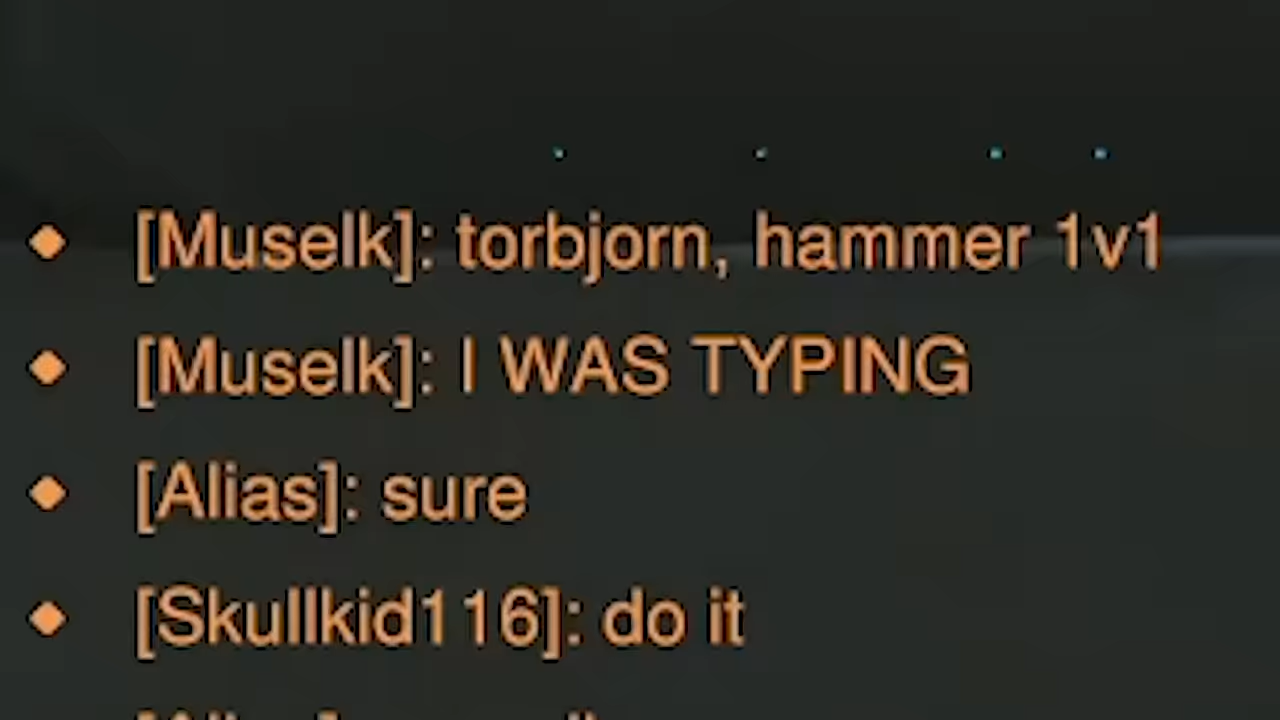 [Muselk]: torbjorn, hammer 1v1
[Muselk]: I WAS TYPING
[Alias]: sure
[Skullkid116]: do it